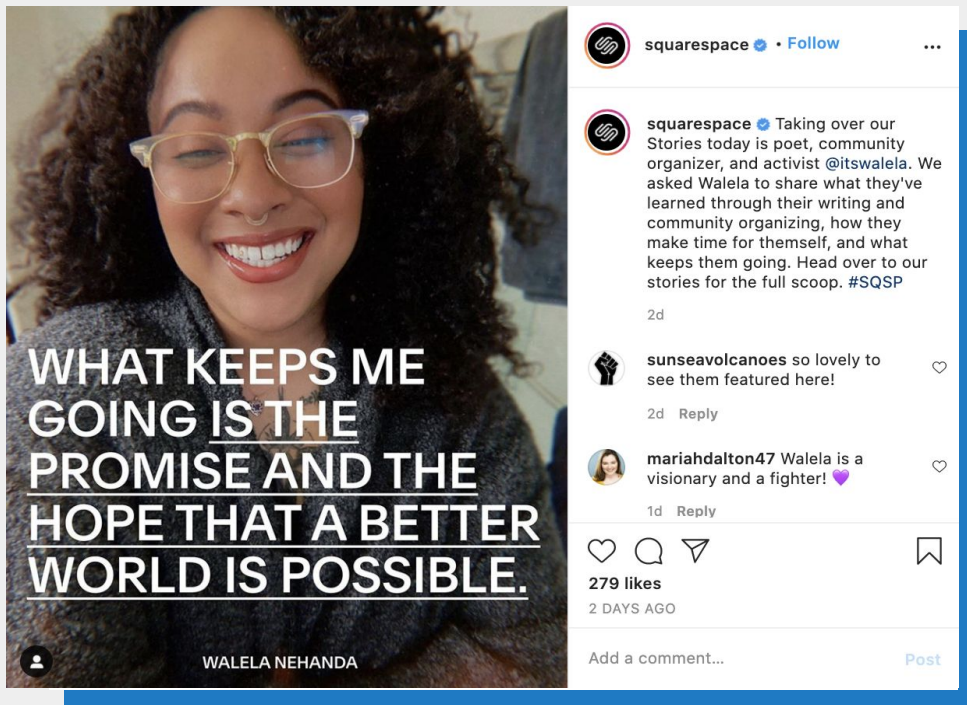 WHAT KEEPS ME
GOING IS THE
PROMISE AND THE
HOPE THAT A BETTER
WORLD IS POSSIBLE.
WALELA NEHANDA
squarespace • Follow
squarespace Taking over our
Stories today is poet, community
organizer, and activist @itswalela. We
asked Walela to share what they've
learned through their writing and
community organizing, how they
make time for themself, and what
keeps them going. Head over to our
stories for the full scoop. #SQSP
2d
sunseavolcanoes so lovely to
see them featured here!
2d Reply
mariahdalton47 Walela is a
visionary and a fighter! 💜
1d Reply
279 likes
2 DAYS AGO
Add a comment...
Post